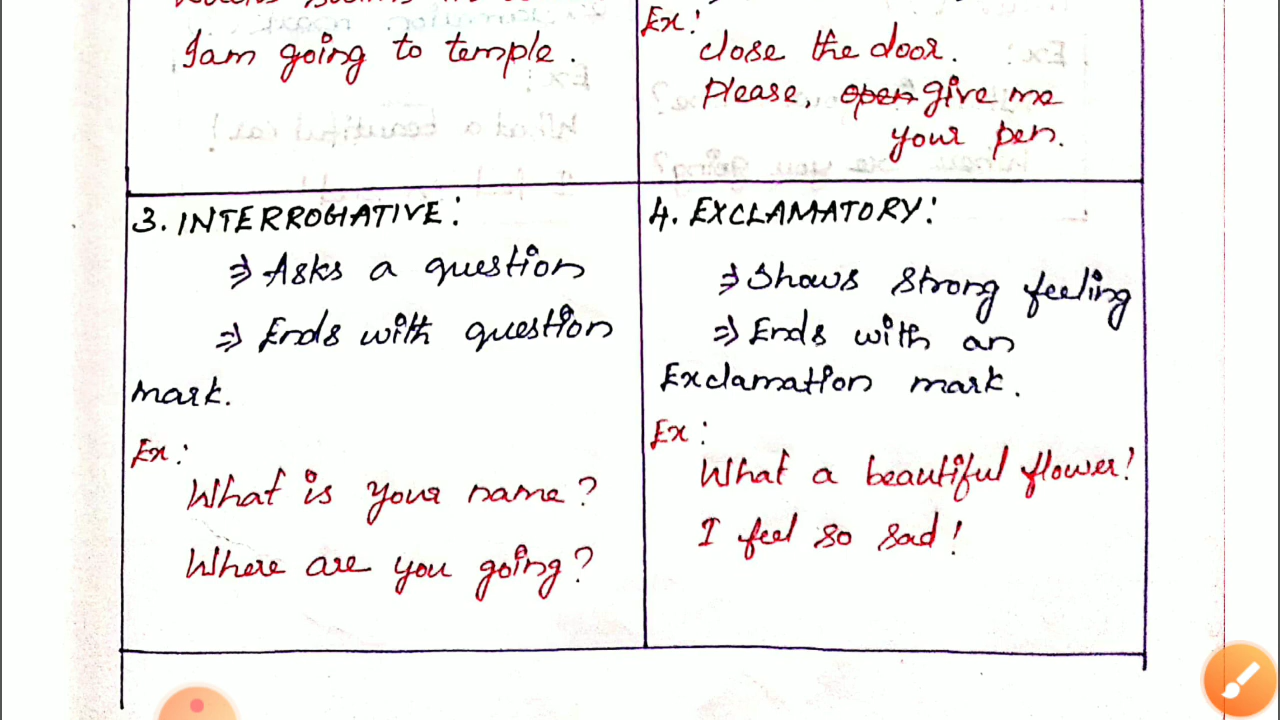 I am going to temple.
Ex:
close the door.
Please, open give me
your pen.
3. INTERROGIATIVE:
⇒ Asks a question
⇒ Ends with question
mark.
Ex:
What is your name?
Where are you going?
4. EXCLAMATORY:
⇒ Shows strong feeling
⇒ Ends with an
Exclamation mark.
Ex:
What a beautiful flower!
I feel so sad!